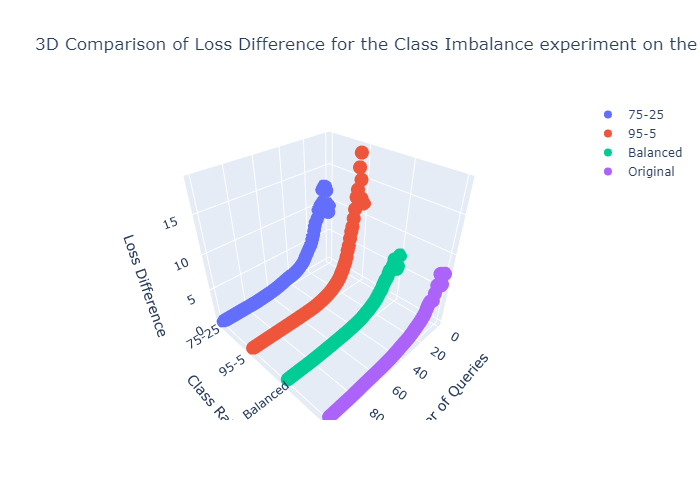 3D Comparison of Loss Difference for the Class Imbalance experiment on the
75-25
95-5
Balanced
Original
15
10
5
0
Loss Difference
75-25
95-5
Balanced
Class
0
20
40
60
80
of Queries